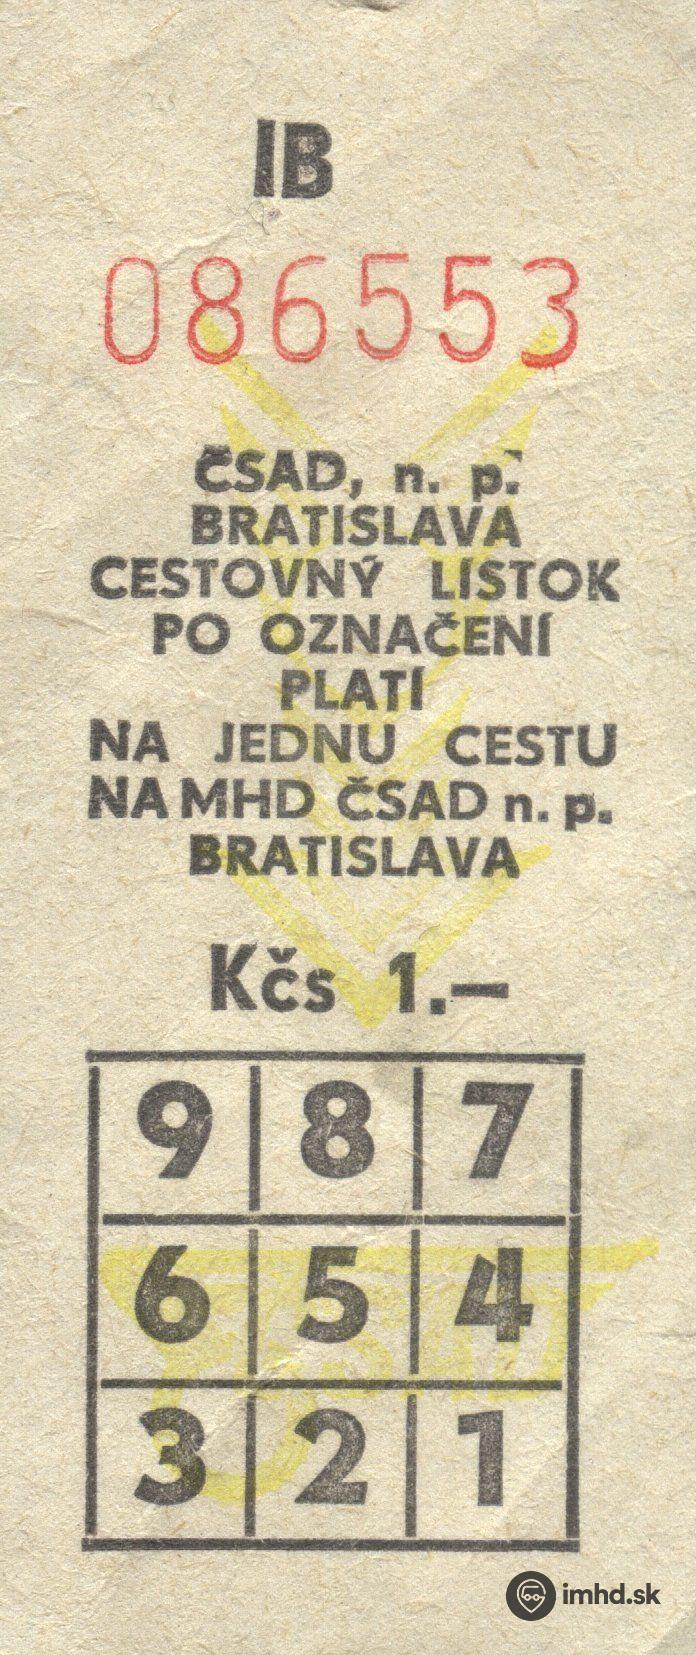 IB
086553
ČSAD, n. p.
BRATISLAVA
CESTOVNÝ LÍSTOK
PO OZNAČENÍ
PLATÍ
NA JEDNU CESTU
NA MHD ČSAD n. p.
BRATISLAVA
Kčs 1.—
9 8 7
6 5 4
3 2 1
imhd.sk